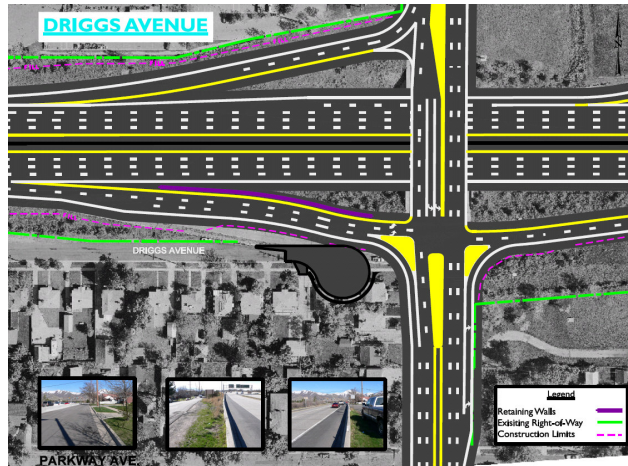 DRIGGS AVENUE
DRIGGS AVENUE
PARKWAY AVE.
Legend
Retaining Walls
Exisiting Right-of-Way
Construction Limits